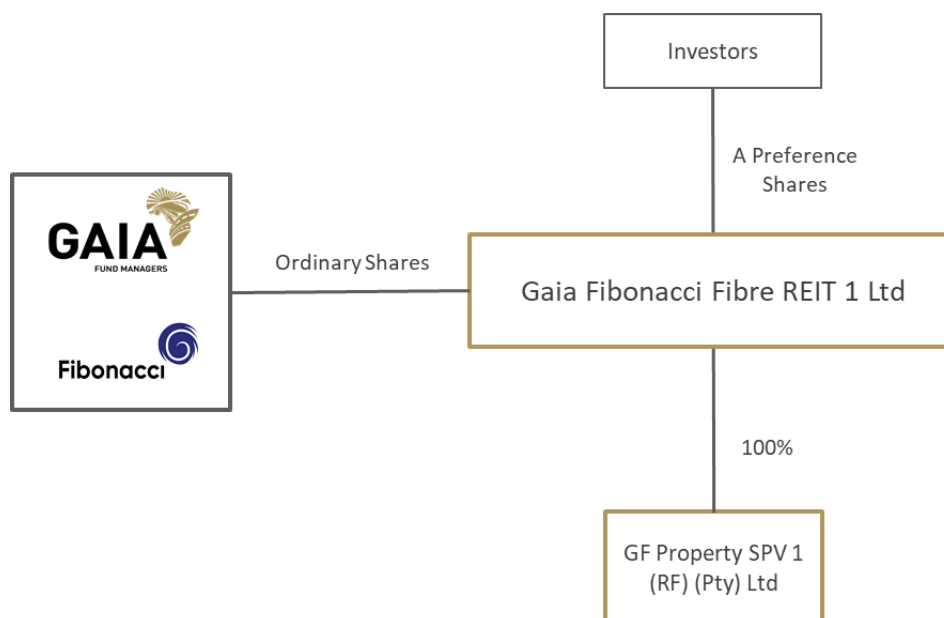 Investors
A Preference
Shares
GAIA
FUND MANAGERS
Fibonacci
Ordinary Shares
Gaia Fibonacci Fibre REIT 1 Ltd
100%
GF Property SPV 1
(RF) (Pty) Ltd